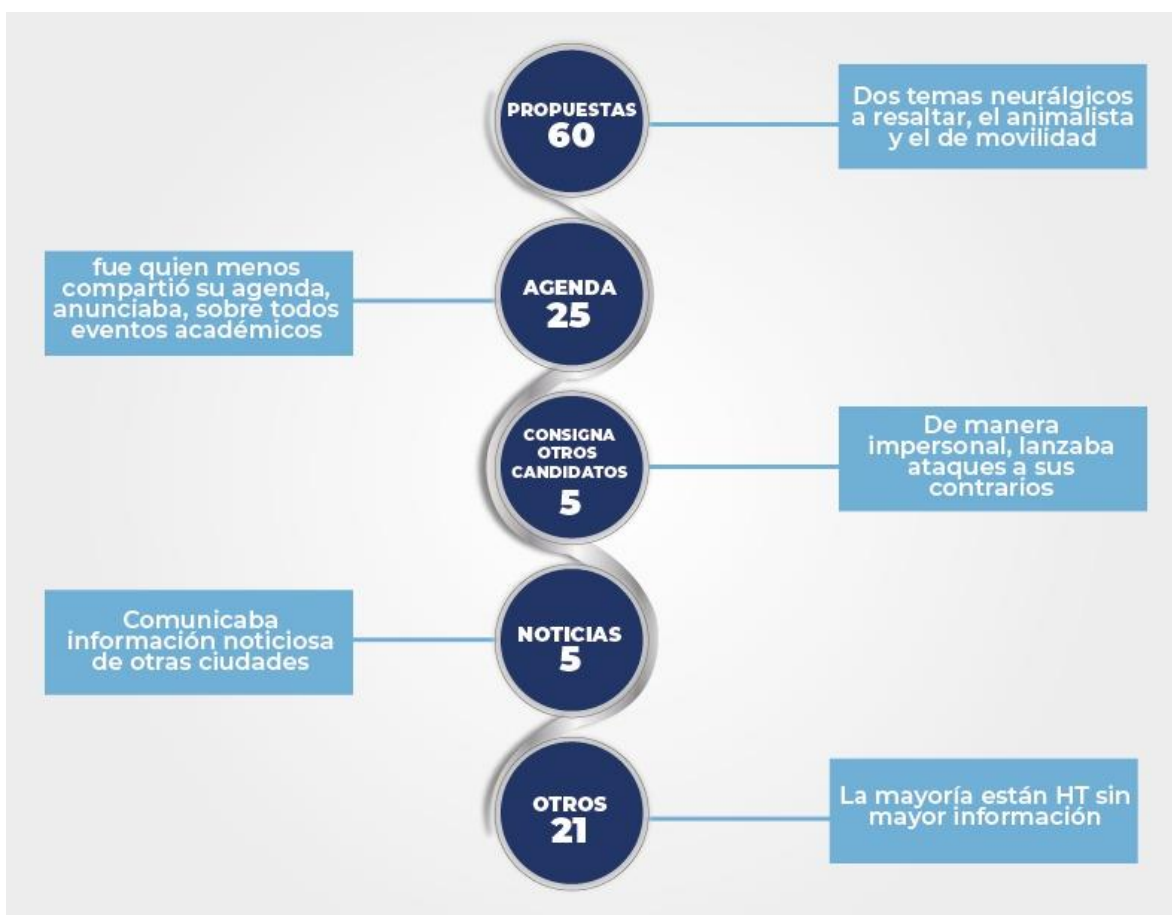 PROPUESTAS
60
Dos temas neurálgicos
a resaltar, el animalista
y el de movilidad
fue quien menos
compartió su agenda,
anunciaba, sobre todos
eventos académicos
AGENDA
25
CONSIGNA
OTROS
CANDIDATOS
5
De manera
impersonal, lanzaba
ataques a sus
contrarios
Comunicaba
información noticiosa
de otras ciudades
NOTICIAS
5
OTROS
21
La mayoría están HT sin
mayor información